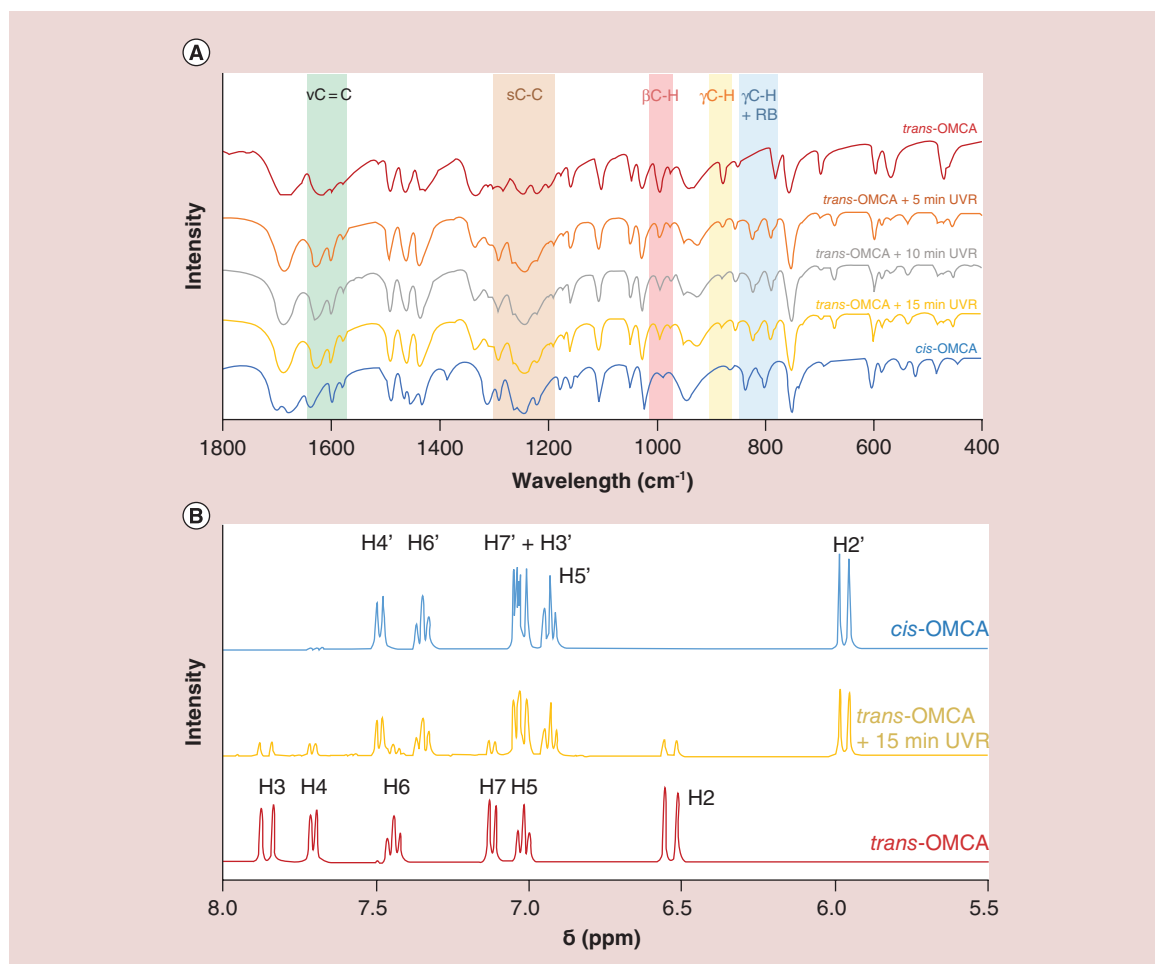 A
νC=C
sC-C
βC-H
γC-H
γC-H
+ RB
trans-OMCA
trans-OMCA + 5 min UVR
trans-OMCA + 10 min UVR
trans-OMCA + 15 min UVR
cis-OMCA
Intensity
1800 1600 1400 1200 1000 800 600 400
Wavelength (cm⁻¹)
B
H4’ H6’ H7’ + H3’ H2’
H5’
cis-OMCA
trans-OMCA
+ 15 min UVR
Intensity
H3 H4 H6 H7 H5 H2
trans-OMCA
8.0 7.5 7.0 6.5 6.0 5.5
δ (ppm)